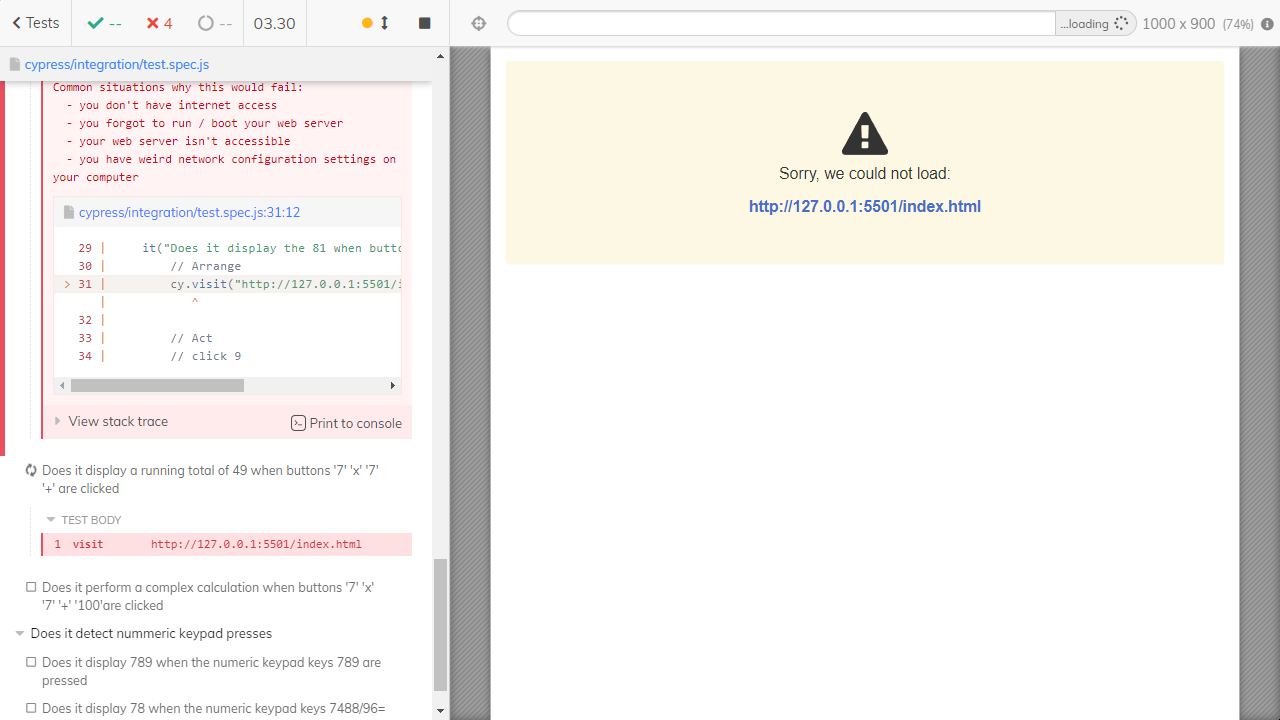 Tests
--
4
--
03.30
...loading
1000 x 900 (74%)
cypress/integration/test.spec.js
Common situations why this would fail:
- you don't have internet access
- you forgot to run / boot your web server
- your web server isn't accessible
- you have weird network configuration settings on
your computer
cypress/integration/test.spec.js:31:12
29 | it("Does it display the 81 when butto
30 | // Arrange
> 31 | cy.visit("http://127.0.0.1:5501/i
| ^
32 |
33 | // Act
34 | // click 9
View stack trace
Print to console
Does it display a running total of 49 when buttons '7' 'x' '7'
'+' are clicked
TEST BODY
1 visit http://127.0.0.1:5501/index.html
Does it perform a complex calculation when buttons '7' 'x'
'7' '+' '100'are clicked
Does it detect nummeric keypad presses
Does it display 789 when the numeric keypad keys 789 are
pressed
Does it display 78 when the numeric keypad keys 7488/96=
Sorry, we could not load:
http://127.0.0.1:5501/index.html